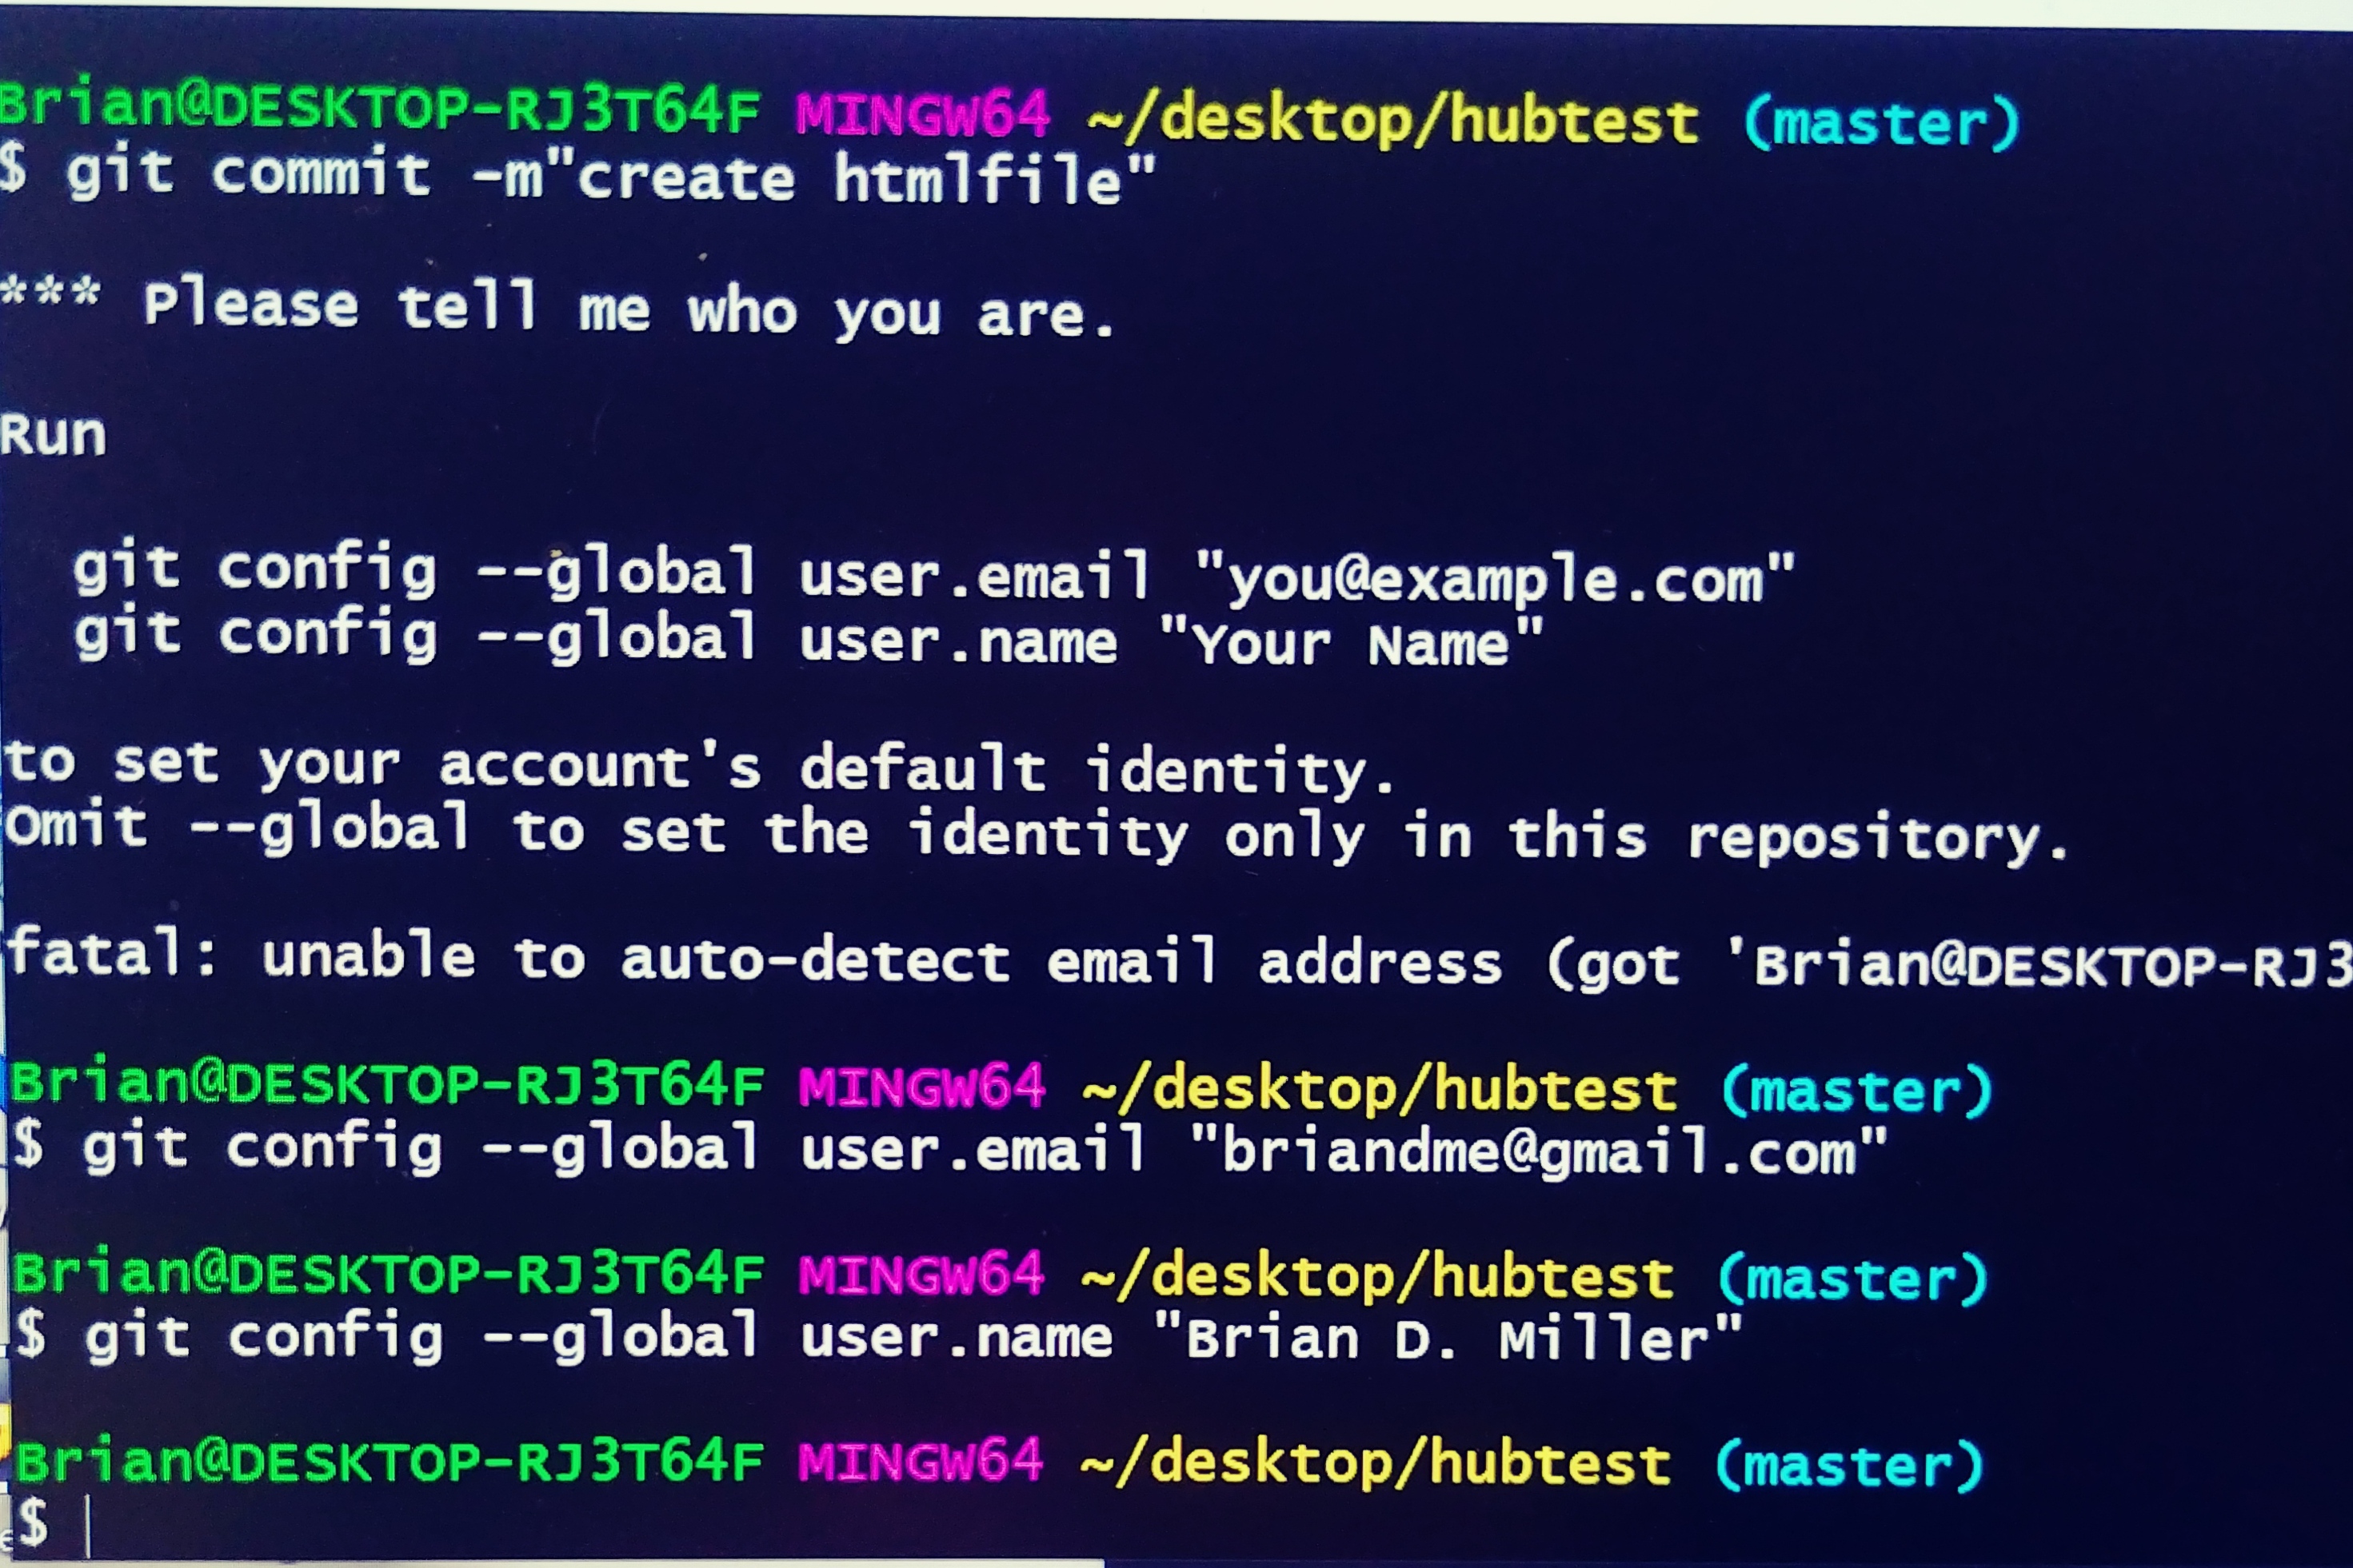 Brian@DESKTOP-RJ3T64F MINGW64 ~/desktop/hubtest (master)
$ git commit -m"create htmlfile"
*** Please tell me who you are.
Run
git config --global user.email "you@example.com"
git config --global user.name "Your Name"
to set your account's default identity.
Omit --global to set the identity only in this repository.
fatal: unable to auto-detect email address (got 'Brian@DESKTOP-RJ3
Brian@DESKTOP-RJ3T64F MINGW64 ~/desktop/hubtest (master)
$ git config --global user.email "briandme@gmail.com"
Brian@DESKTOP-RJ3T64F MINGW64 ~/desktop/hubtest (master)
$ git config --global user.name "Brian D. Miller"
Brian@DESKTOP-RJ3T64F MINGW64 ~/desktop/hubtest (master)
$